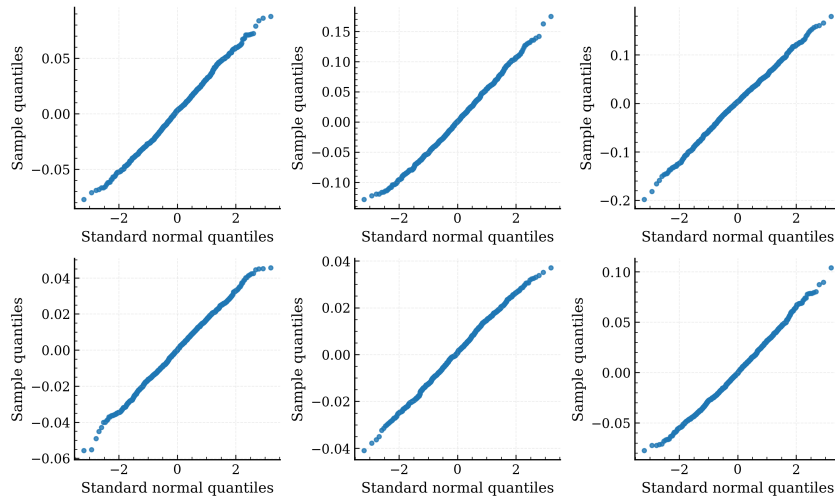 0.05
0.00
−0.05
Sample quantiles
−2 0 2
Standard normal quantiles
0.15
0.10
0.05
0.00
−0.05
−0.10
Sample quantiles
−2 0 2
Standard normal quantiles
0.1
0.0
−0.1
−0.2
Sample quantiles
−2 0 2
Standard normal quantiles
0.04
0.02
0.00
−0.02
−0.04
−0.06
Sample quantiles
−2 0 2
Standard normal quantiles
0.04
0.02
0.00
−0.02
−0.04
Sample quantiles
−2 0 2
Standard normal quantiles
0.10
0.05
0.00
−0.05
Sample quantiles
−2 0 2
Standard normal quantiles